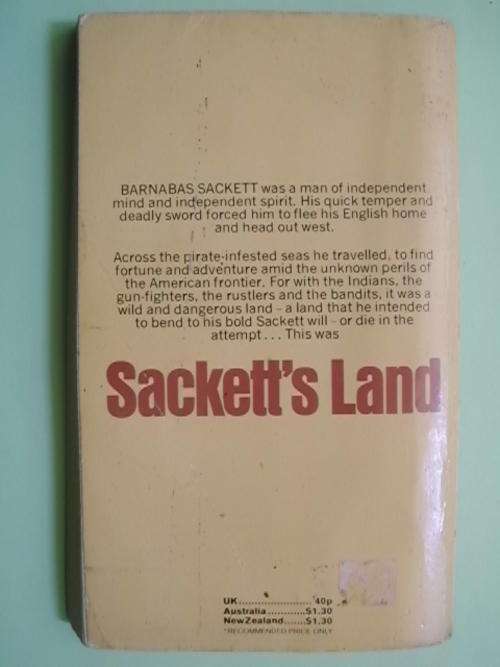 BARNABAS SACKETT was a man of independent
mind and independent spirit. His quick temper and
deadly sword forced him to flee his English home
and head out west.
Across the pirate-infested seas he travelled, to find
fortune and adventure amid the unknown perils of
the American frontier. For with the Indians, the
gun-fighters, the rustlers and the bandits, it was a
wild and dangerous land – a land that he intended
to bend to his bold Sackett will – or die in the
attempt... This was
Sackett's Land
UK........................*40p
Australia............$1.30
New Zealand......$1.30
*RECOMMENDED PRICE ONLY